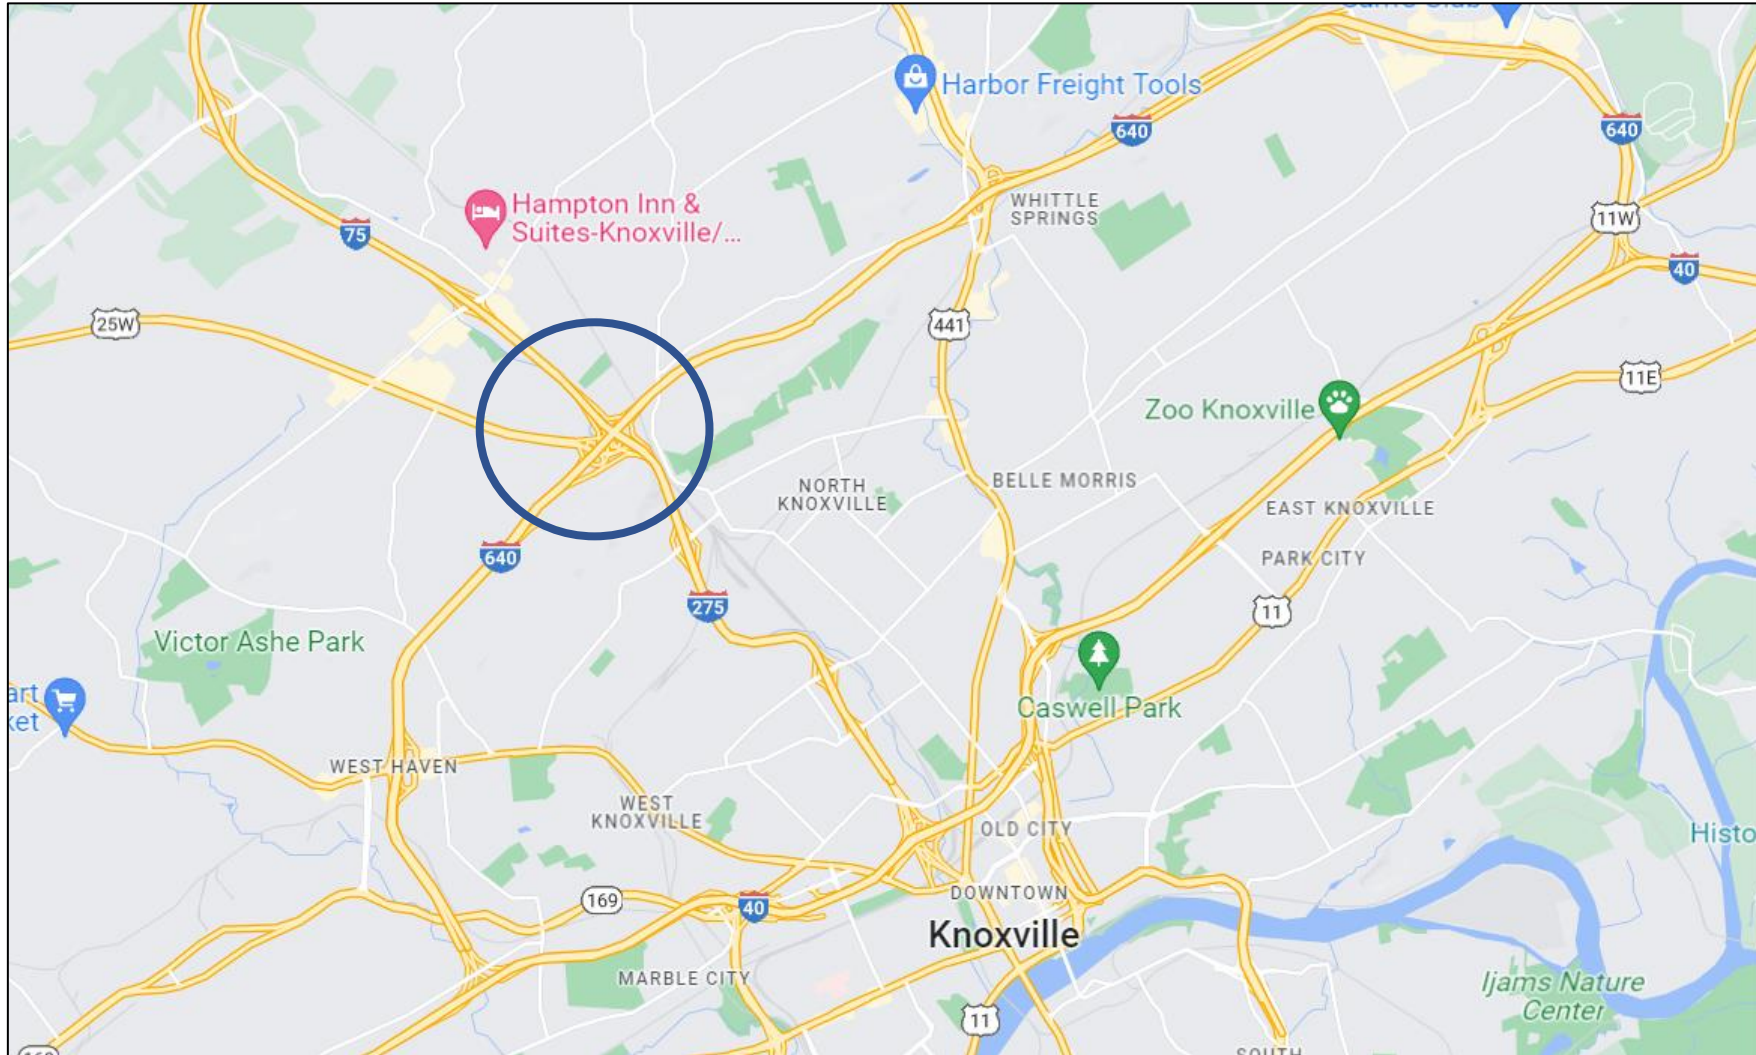 Harbor Freight Tools
640
640
Hampton Inn &
Suites-Knoxville/...
WHITTLE
SPRINGS
11W
75
40
25W
441
11E
Zoo Knoxville
NORTH
KNOXVILLE
BELLE MORRIS
EAST KNOXVILLE
640
PARK CITY
275
11
Victor Ashe Park
Caswell Park
WEST HAVEN
WEST
KNOXVILLE
OLD CITY
Histo
169
40
DOWNTOWN
Knoxville
MARBLE CITY
Ijams Nature
Center
11